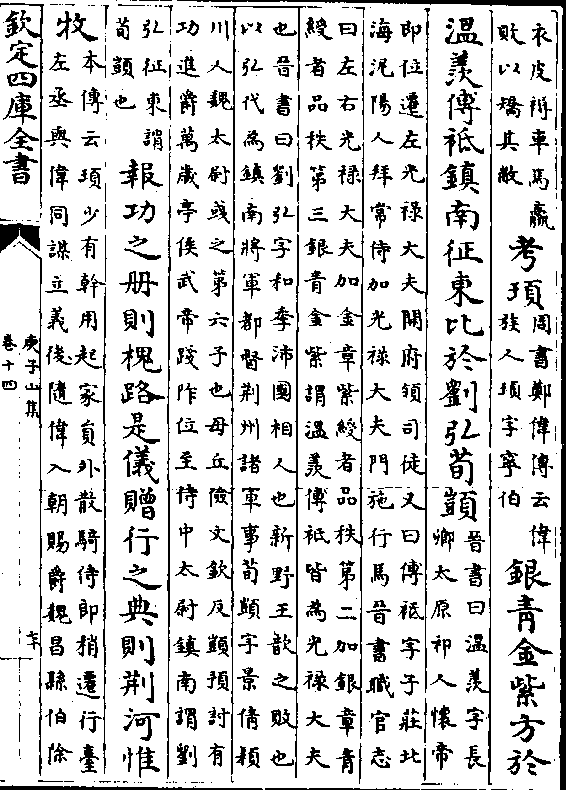 衣皮褥車馬羸
敗以矯其敝
考頊
周書鄭偉傳云偉
族人頊字寧伯
銀青金紫方於
溫羨傅祗鎮南征東比於劉弘荀顗
晉書曰溫羨字長
卿太原祁人懷帝
即位遷左光祿大夫開府領司徒又曰傅祗字子莊北
海泥陽人拜常侍加光祿大夫門施行馬晉書職官志
曰左右光祿大夫加金章紫綬者品秩第二加銀章青
綬者品秩第三銀青金紫謂溫羨傅祗皆為光祿大夫
也晉書曰劉弘字和季沛國相人也新野王歆之敗也
以弘代為鎮南將軍都督荆州諸軍事荀顗字景倩潁
川人魏太尉彧之第六子也毋丘儉文欽反顗預討有
功進爵萬歲亭侯武帝踐阼位至侍中太尉鎮南謂劉
弘征東謂
荀顗也
報功之册則槐路是儀贈行之典則荆河惟
牧
本傳云頊少有幹用起家員外散騎侍郎稍遷行臺
左丞與偉同謀立義後隨偉入朝賜爵魏昌縣伯除
欽定四庫全書
庚子山集
卷十四